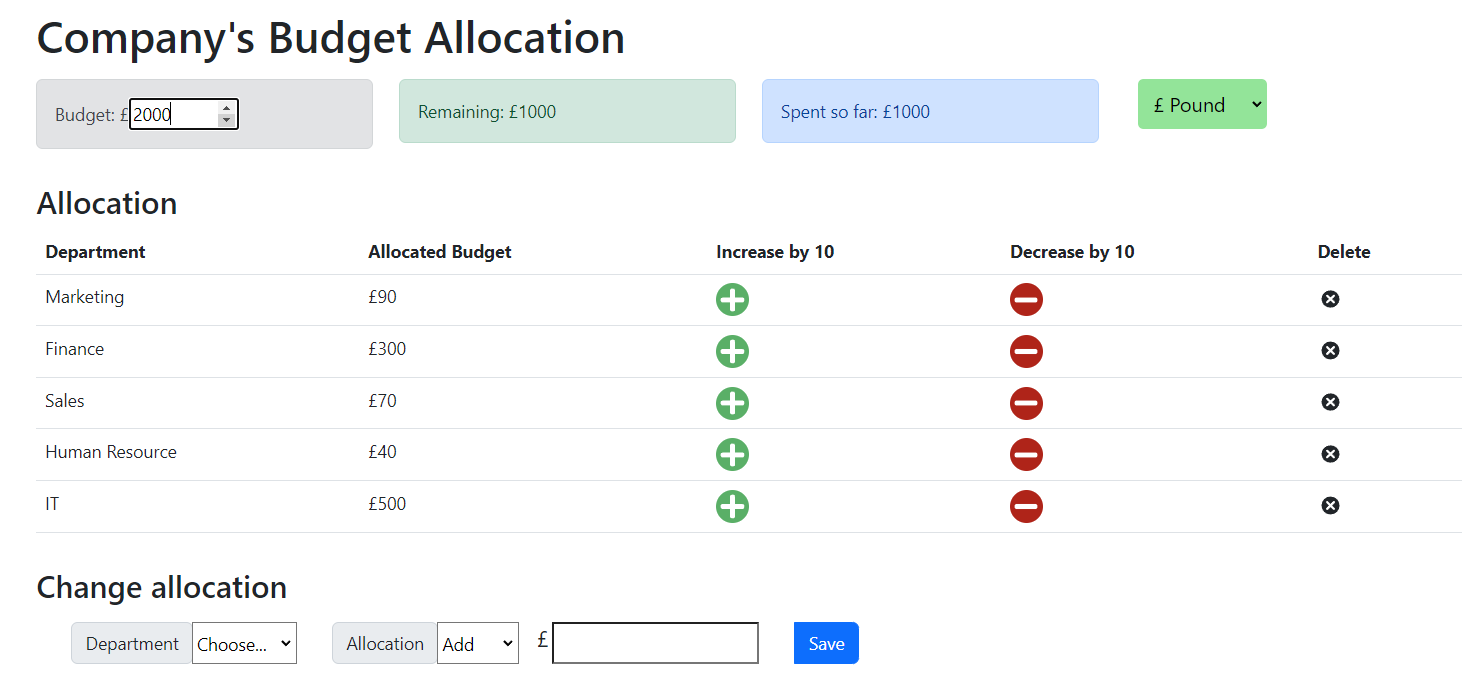 Company's Budget Allocation
Budget: £ 2000 Remaining: £1000 Spent so far: £1000 £ Pound
Allocation
Department Allocated Budget Increase by 10 Decrease by 10 Delete
Marketing £90
Finance £300
Sales £70
Human Resource £40
IT £500
Change allocation
Department Choose... Allocation Add £ Save